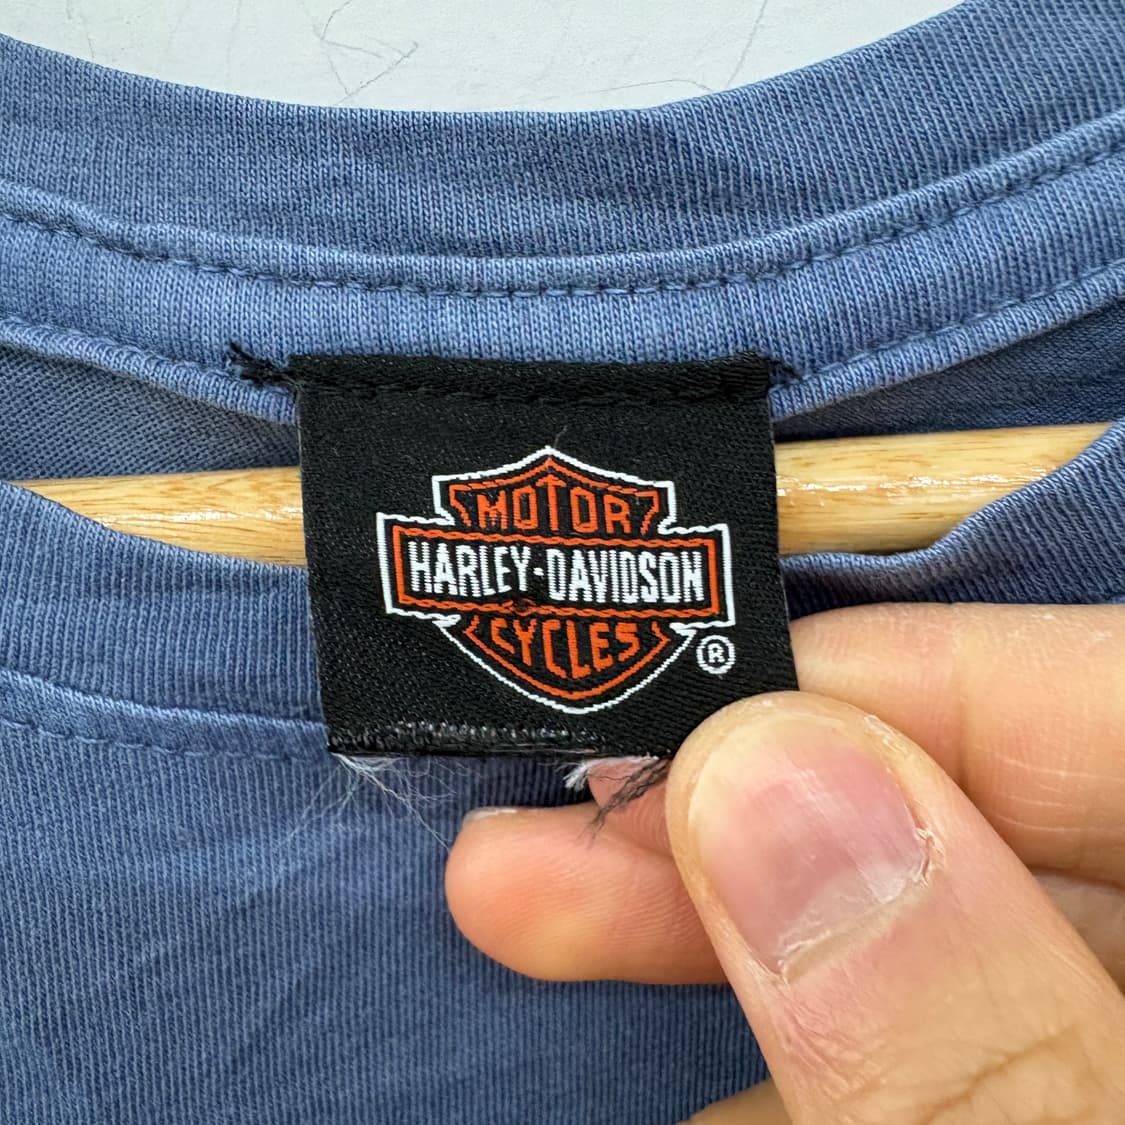 MOTOR
HARLEY-DAVIDSON
CYCLES
®